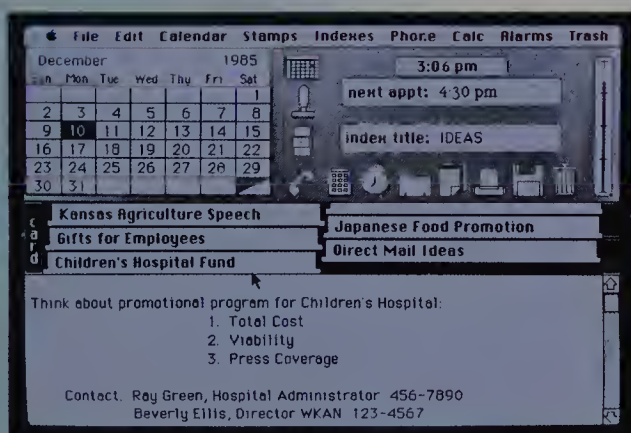 File Edit Calendar Stamps Indexes Phone Calc Alarms Trash
December 1985
Sun Mon Tue Wed Thu Fri Sat
1
2 3 4 5 6 7 8
9 10 11 12 13 14 15
16 17 18 19 20 21 22
23 24 25 26 27 28 29
30 31
3:06 pm
next appt: 4:30 pm
index title: IDEAS
card
Kansas Agriculture Speech
Gifts for Employees
Children's Hospital Fund
Japanese Food Promotion
Direct Mail Ideas
Think about promotional program for Children's Hospital:
1. Total Cost
2. Viability
3. Press Coverage
Contact. Ray Green, Hospital Administrator 456-7890
Beverly Ellis, Director WKAN 123-4567